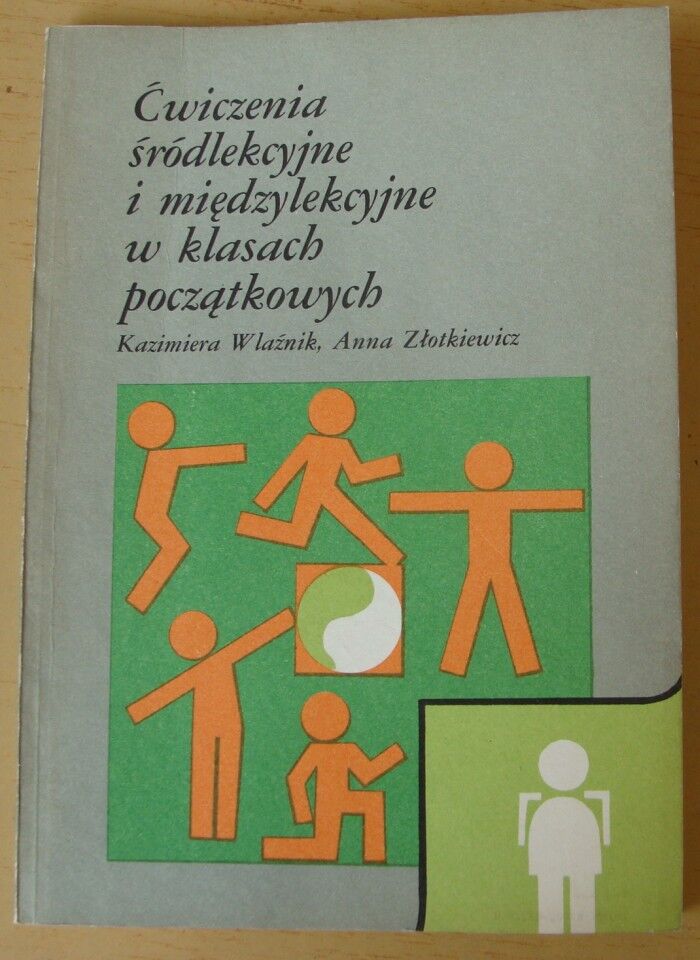 Ćwiczenia
śródlekcyjne
i międzylekcyjne
w klasach
początkowych
Kazimiera Wlaźnik, Anna Złotkiewicz